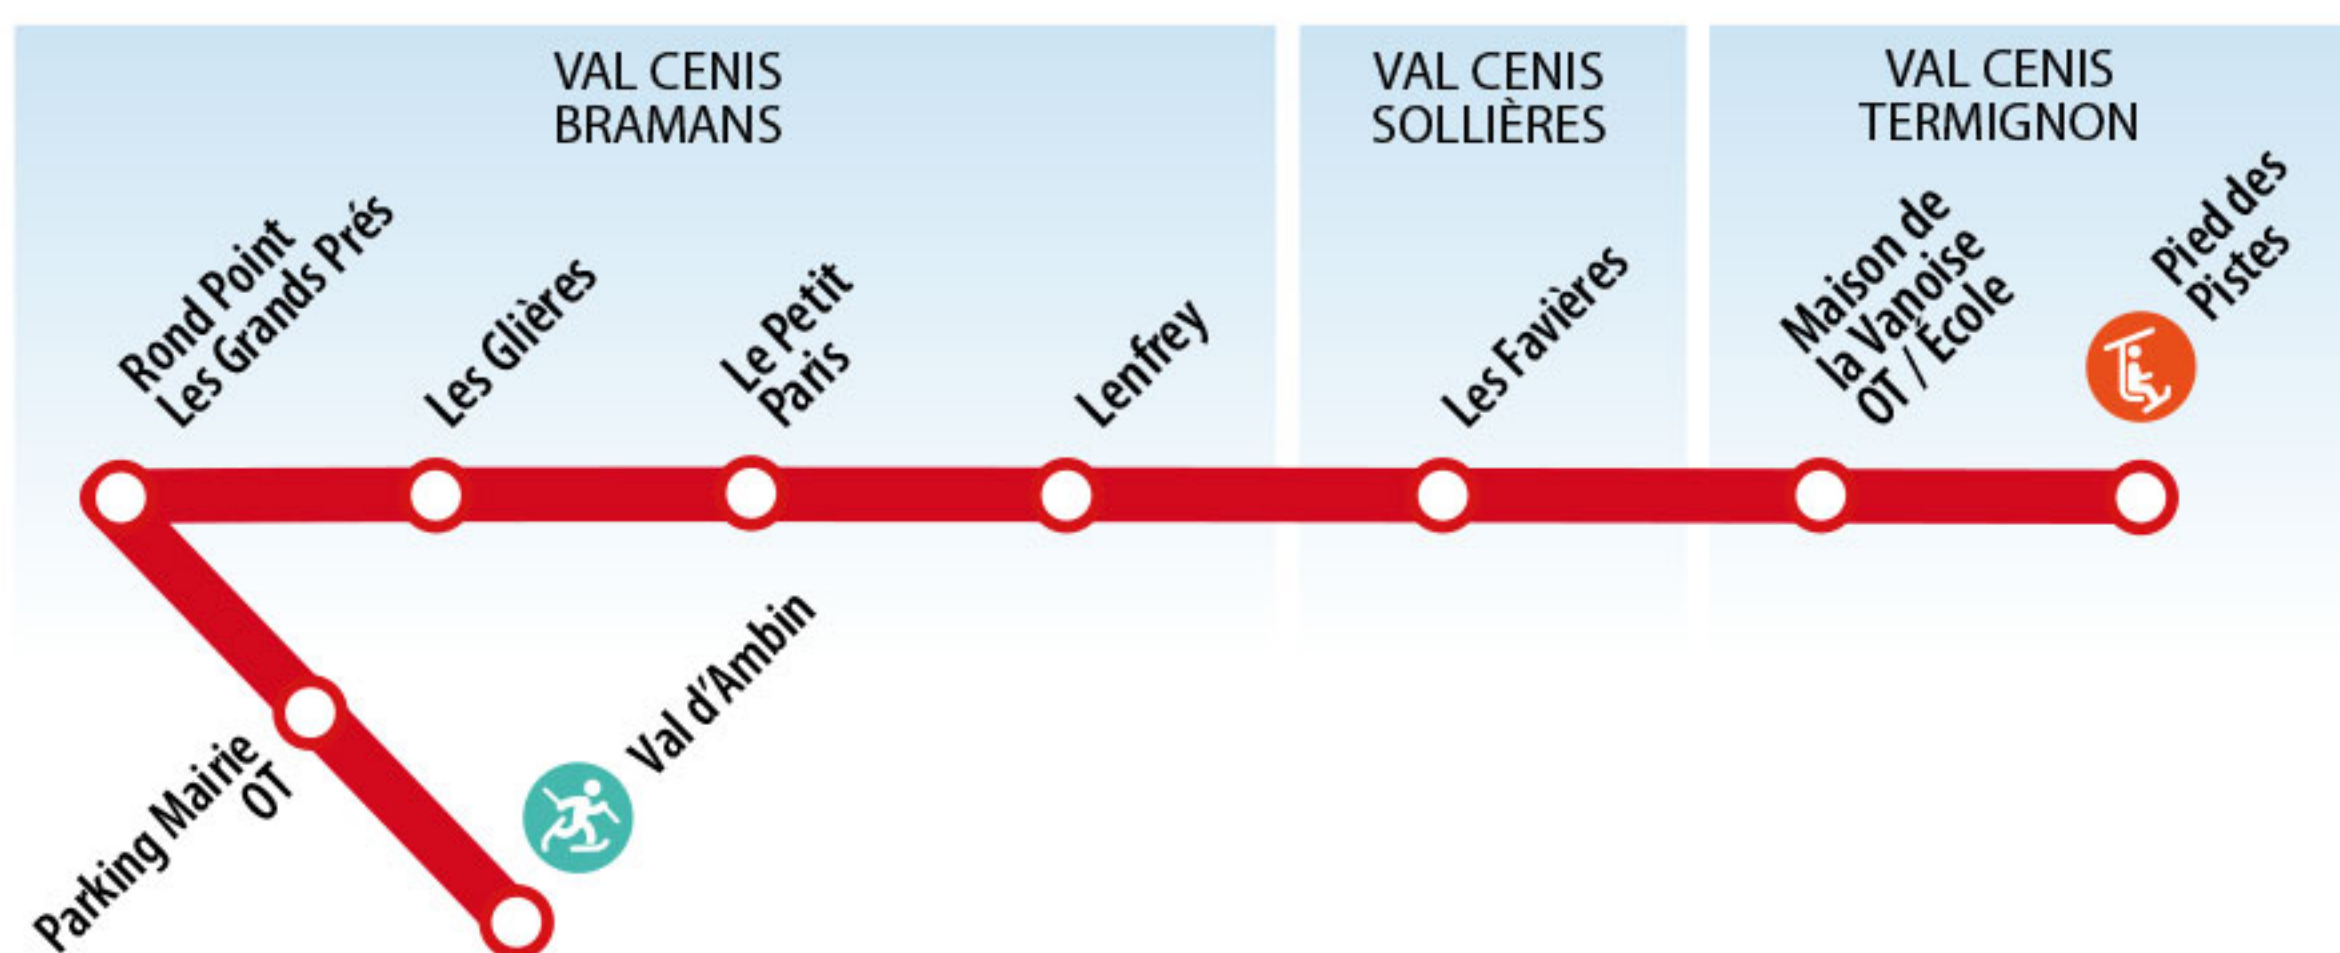 VAL CENIS
BRAMANS
VAL CENIS
SOLLIÈRES
VAL CENIS
TERMIGNON
Rond Point
Les Grands Prés
Les Glières
Le Petit
Paris
Lenfrey
Les Favières
Maison de
la Vanoise
OT / École
Pied des
Pistes
Parking Mairie
OT
Val d'Ambin